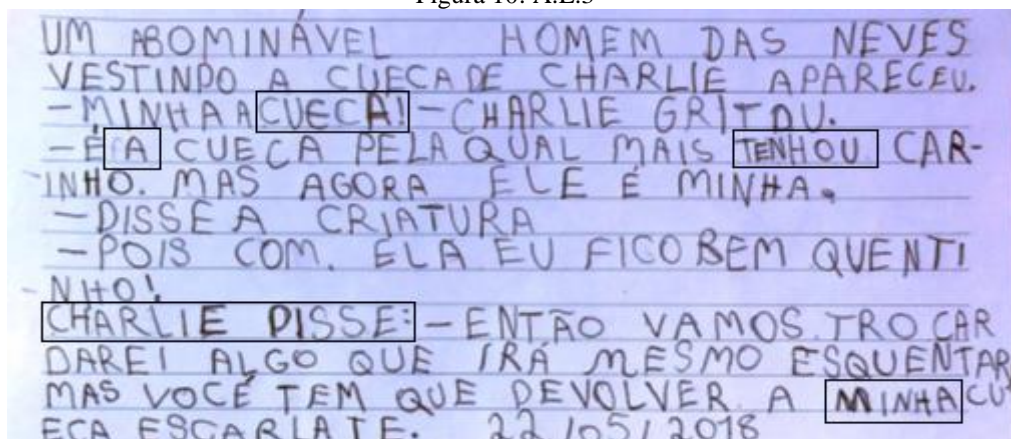 Figura 10: A.L.3
UM ABOMINÁVEL HOMEM DAS NEVES
VESTINDO A CUECA DE CHARLIE APARECEU.
-MINHA A CUECA! -CHARLIE GRITOU.
-É A CUECA PELA QUAL MAIS TENHOU CAR-
-INHO. MAS AGORA ELE É MINHA.
-DISSE A CRIATURA
-POIS COM. ELA EU FICO BEM QUENTI
-NHO!
CHARLIE DISSE: -ENTÃO VAMOS TROCAR
DAREI ALGO QUE IRÁ MESMO ESQUENTAR
MAS VOCÊ TEM QUE DEVOLVER A MINHA CU
ECA ESCARLATE. 22/05/2018